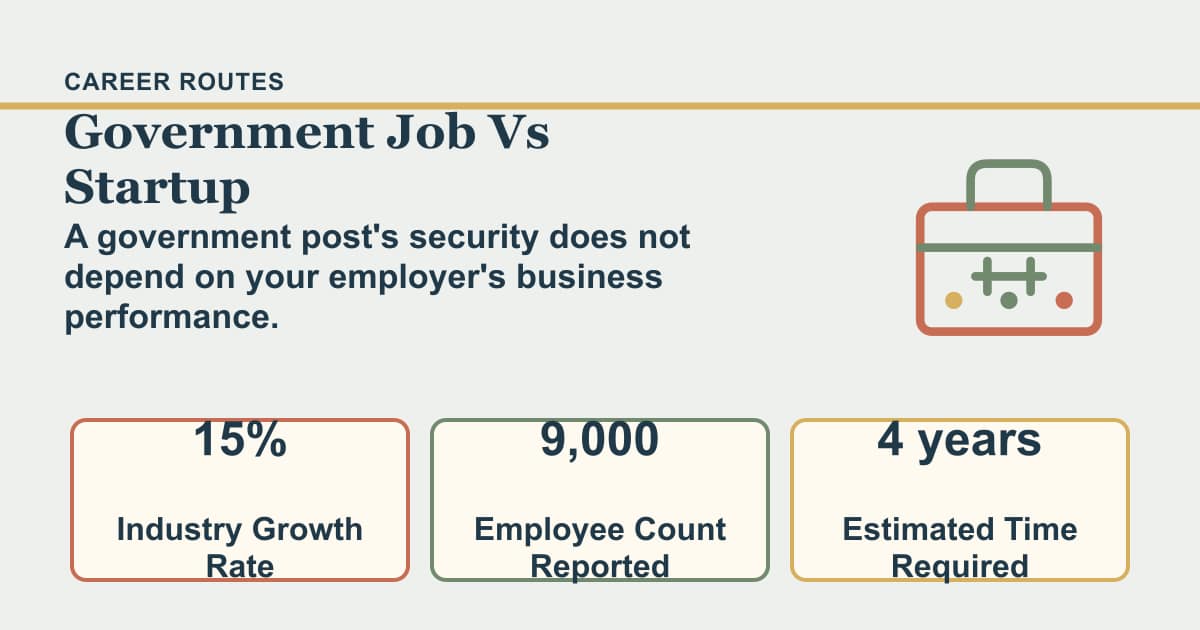 CAREER ROUTES
Government Job Vs
Startup
A government post's security does not
depend on your employer's business
performance.
15%
Industry Growth
Rate
9,000
Employee Count
Reported
4 years
Estimated Time
Required